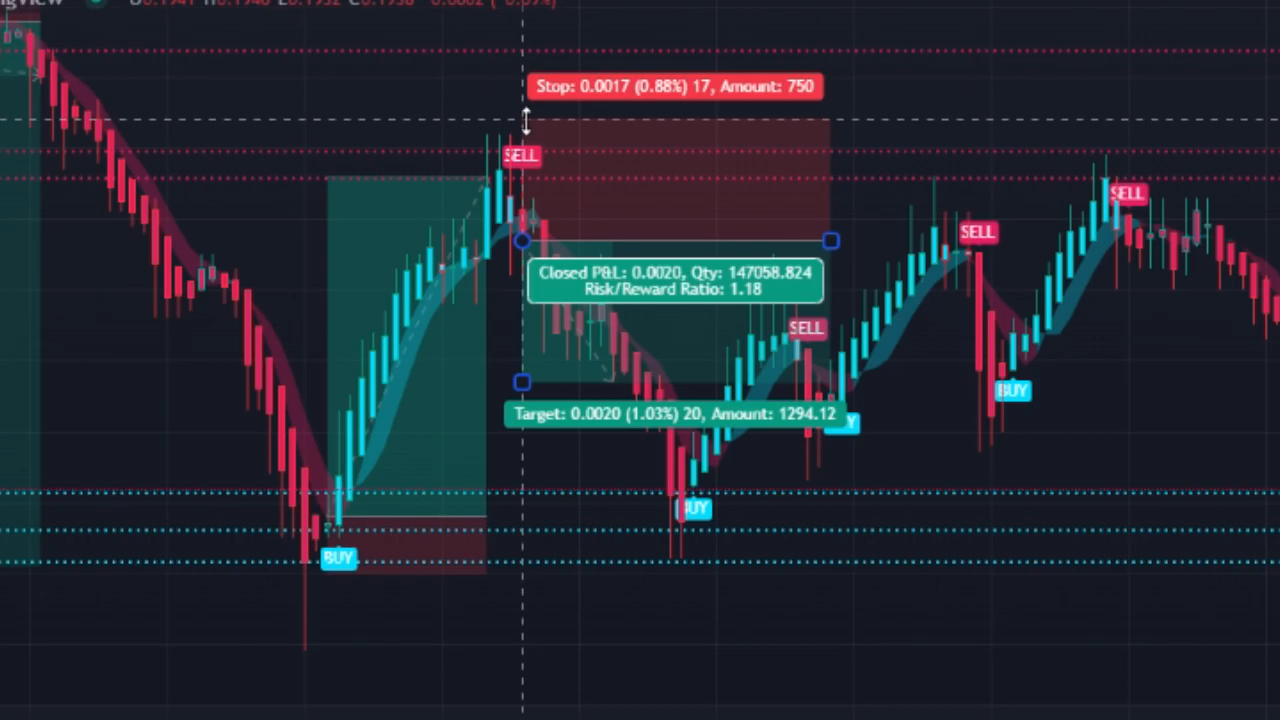 Stop: 0.0017 (0.88%) 17, Amount: 750
SELL
SELL
SELL
Closed P&L: 0.0020, Qty: 147058.824
Risk/Reward Ratio: 1.18
SELL
BUY
Target: 0.0020 (1.03%) 20, Amount: 1294.12
BUY
BUY